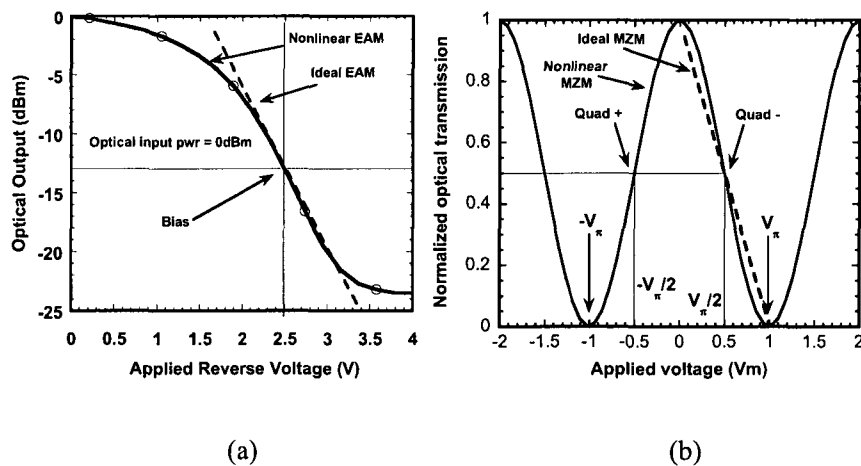 Optical Output (dBm)
0
-5
-10
-15
-20
-25
Nonlinear EAM
Ideal EAM
Optical input pwr = 0dBm
Bias
0 0.5 1 1.5 2 2.5 3 3.5 4
Applied Reverse Voltage (V)
(a)
Normalized optical transmission
1
0.8
0.6
0.4
0.2
0
Ideal MZM
Nonlinear
MZM
Quad +
Quad -
-Vπ
Vπ
-Vπ/2
Vπ/2
-2 -1.5 -1 -0.5 0 0.5 1 1.5 2
Applied voltage (Vm)
(b)